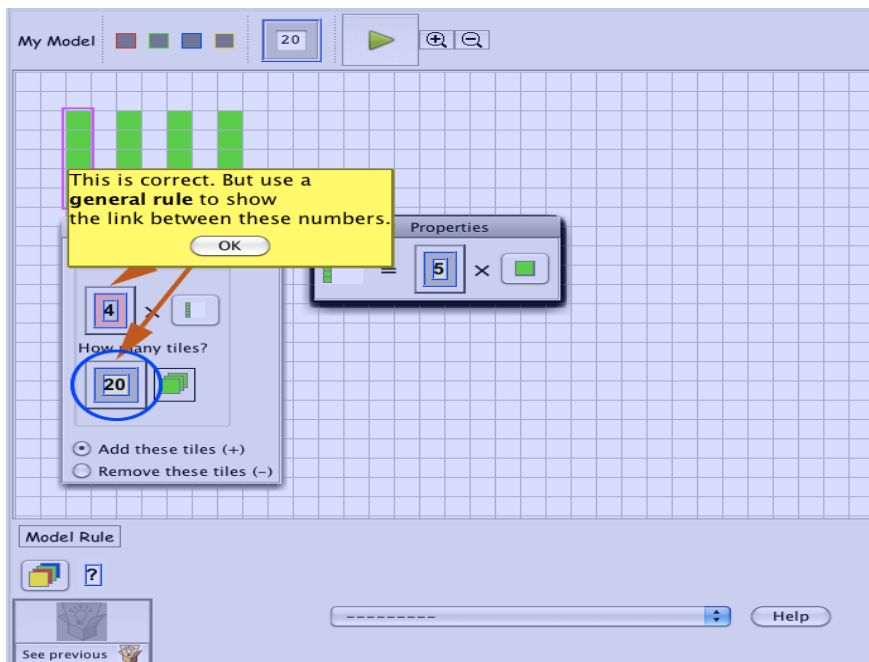 My Model
20
This is correct. But use a
general rule to show
the link between these numbers.
OK
Properties
= 5 ×
4 ×
How many tiles?
20
Add these tiles (+)
Remove these tiles (–)
Model Rule
?
---------
Help
See previous